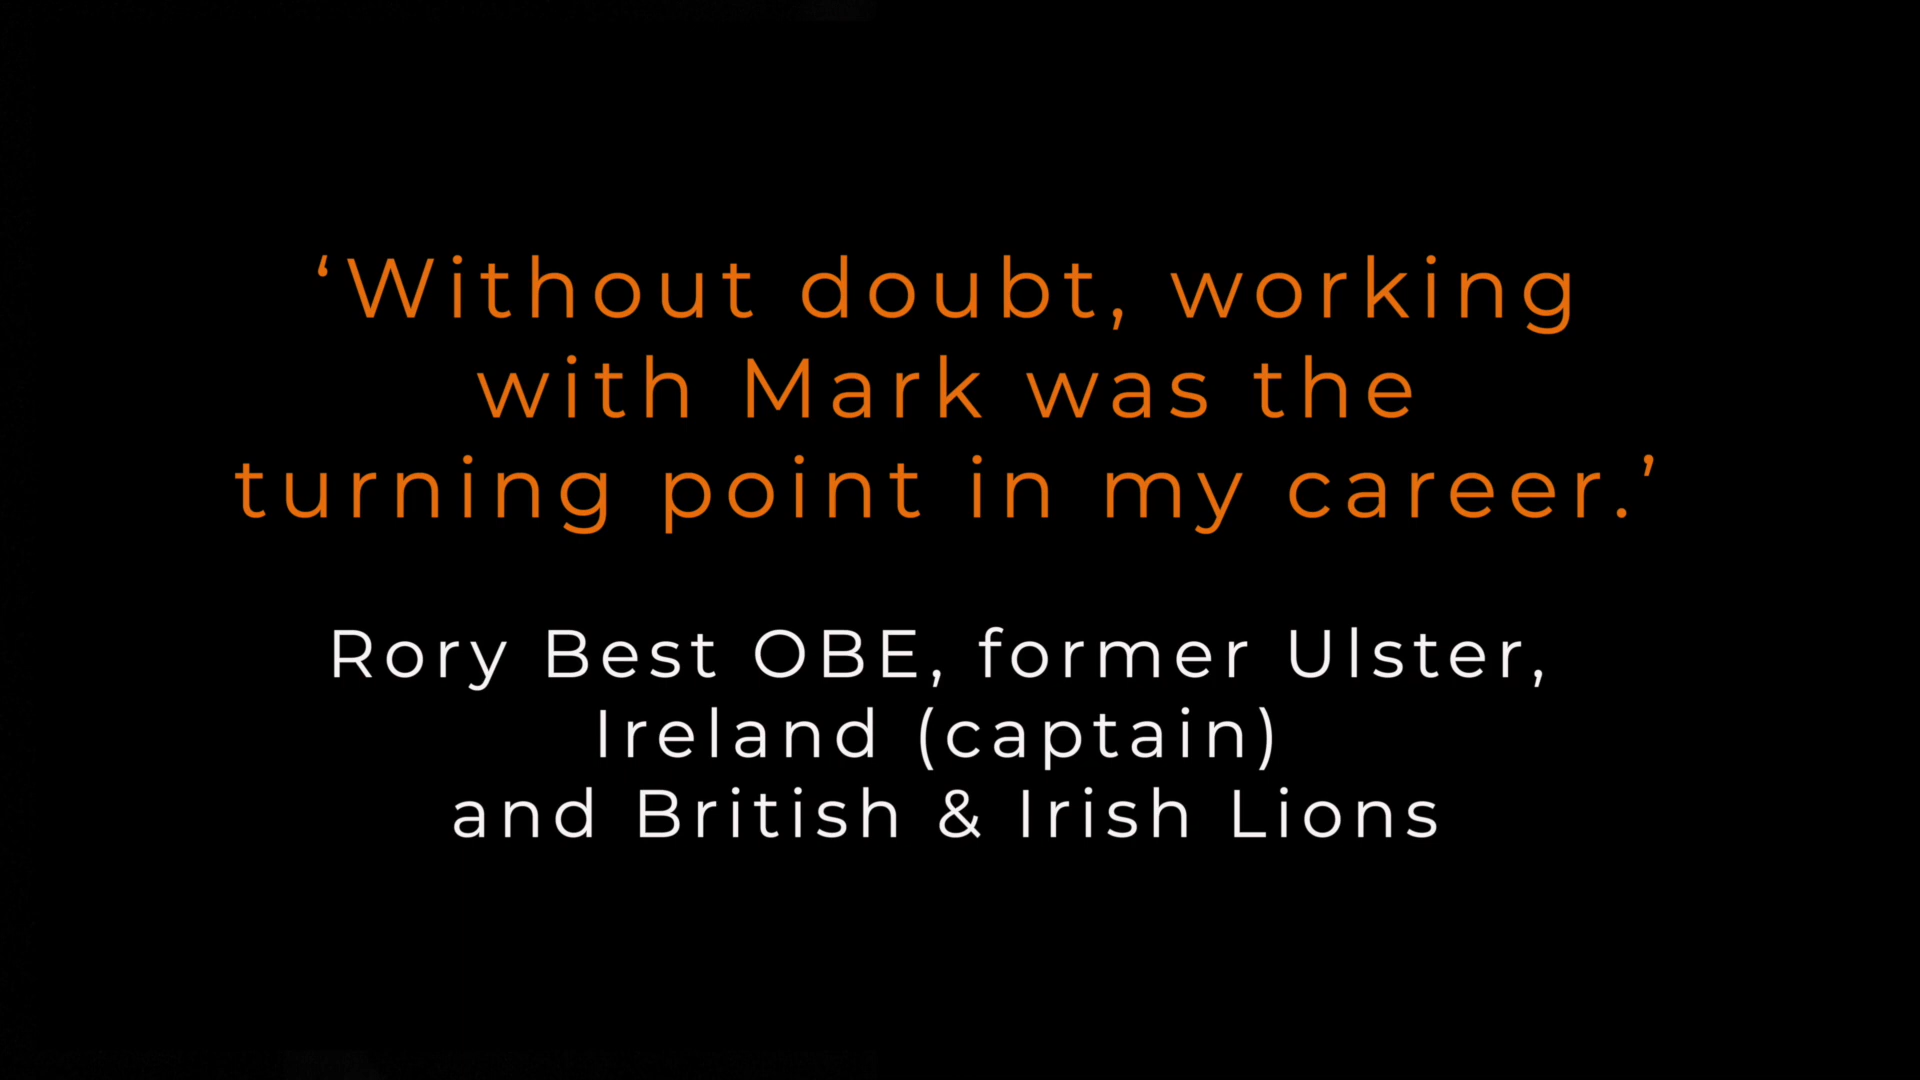 ‘Without doubt, working
with Mark was the
turning point in my career.’
Rory Best OBE, former Ulster,
Ireland (captain)
and British & Irish Lions